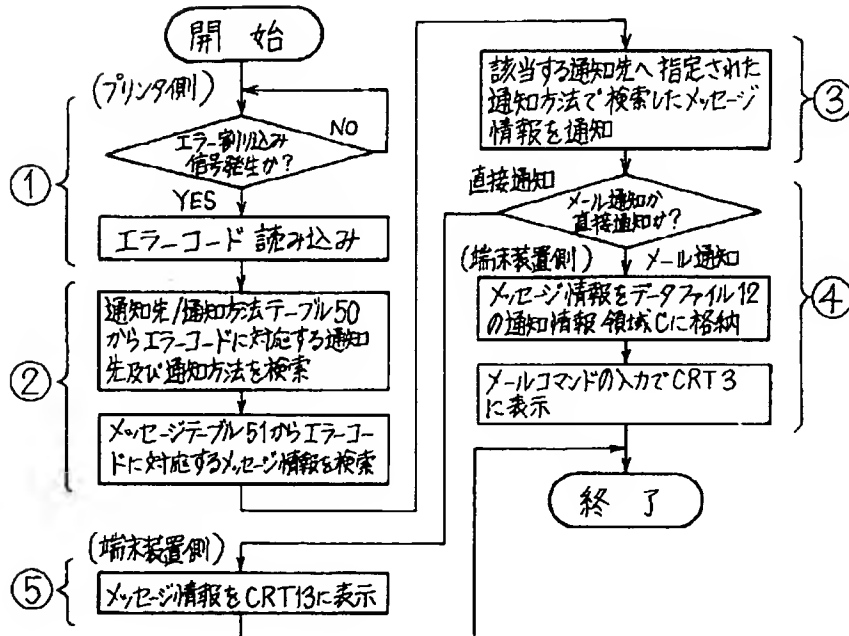 開始
(プリンタ側)
①
エラー割り込み
信号発生か?
NO
YES
エラーコード読み込み
②
通知先/通知方法テーブル50
からエラーコードに対応する通知
先及び通知方法を検索
メッセージテーブル51からエラーコー
ドに対応するメッセージ情報を検索
③
該当する通知先へ指定された
通知方法で検索したメッセージ
情報を通知
直接通知
メール通知か
直接通知か?
(端末装置側)
メール通知
④
メッセージ情報をデータファイル12
の通知情報領域Cに格納
メールコマンドの入力でCRT3
に表示
終了
(端末装置側)
⑤
メッセージ情報をCRT13に表示